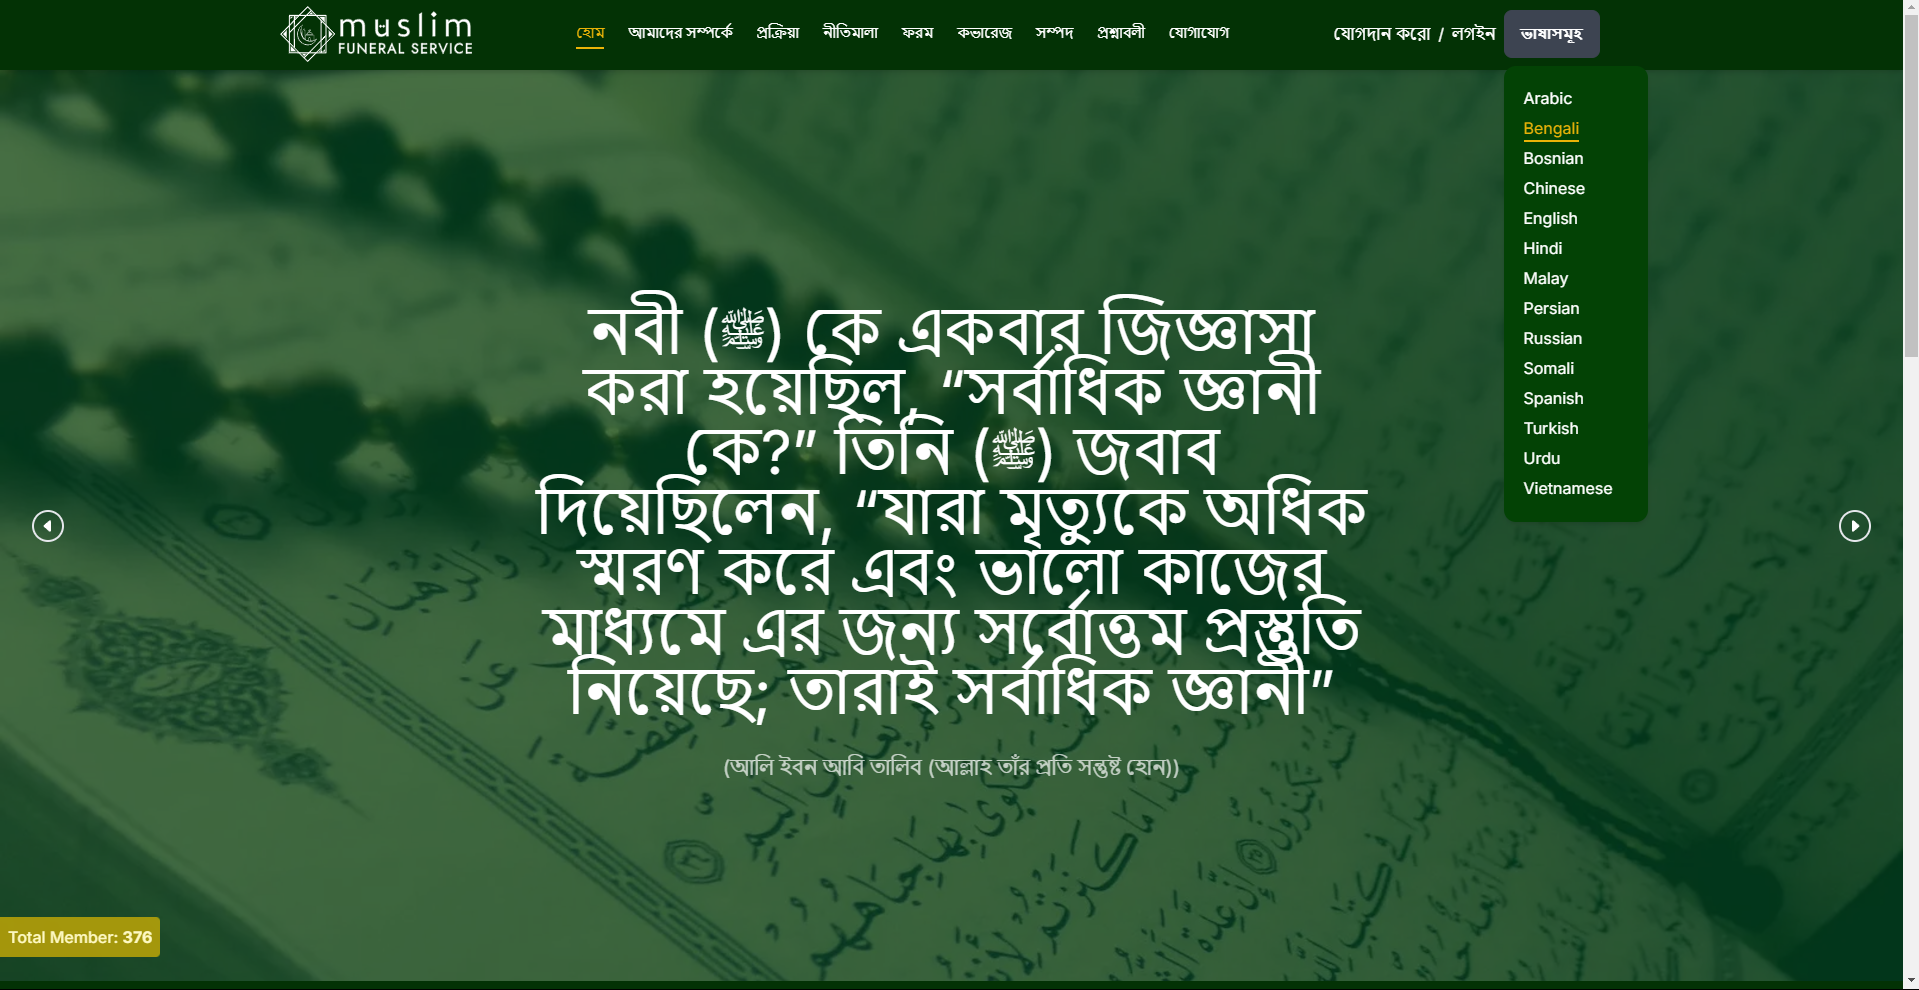 muslim
FUNERAL SERVICE
হোম আমাদের সম্পর্কে প্রক্রিয়া নীতিমালা ফরম কভারেজ সম্পদ প্রশ্নাবলী যোগাযোগ
যোগদান করো / লগইন
ভাষাসমূহ
Arabic
Bengali
Bosnian
Chinese
English
Hindi
Malay
Persian
Russian
Somali
Spanish
Turkish
Urdu
Vietnamese
নবী (ﷺ) কে একবার জিজ্ঞাসা
করা হয়েছিল, “সর্বাধিক জ্ঞানী
কে?” তিনি (ﷺ) জবাব
দিয়েছিলেন, “যারা মৃত্যুকে অধিক
স্মরণ করে এবং ভালো কাজের
মাধ্যমে এর জন্য সর্বোত্তম প্রস্তুতি
নিয়েছে; তারাই সর্বাধিক জ্ঞানী”
(আলি ইবন আবি তালিব (আল্লাহ তাঁর প্রতি সন্তুষ্ট হোন))
Total Member: 376